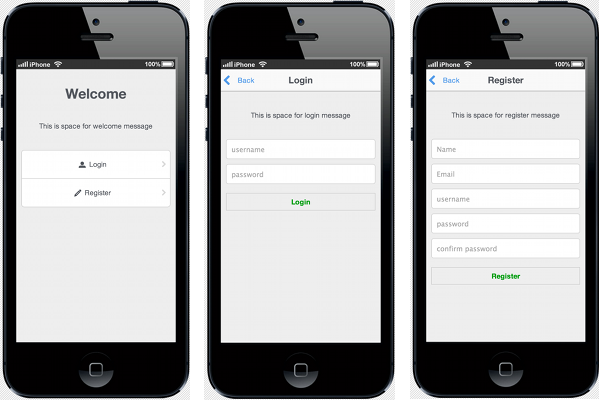 iPhone 100%
Welcome
This is space for welcome message
Login
Register
iPhone 100%
Back Login
This is space for login message
username
password
Login
iPhone 100%
Back Register
This is space for register message
Name
Email
username
password
confirm password
Register